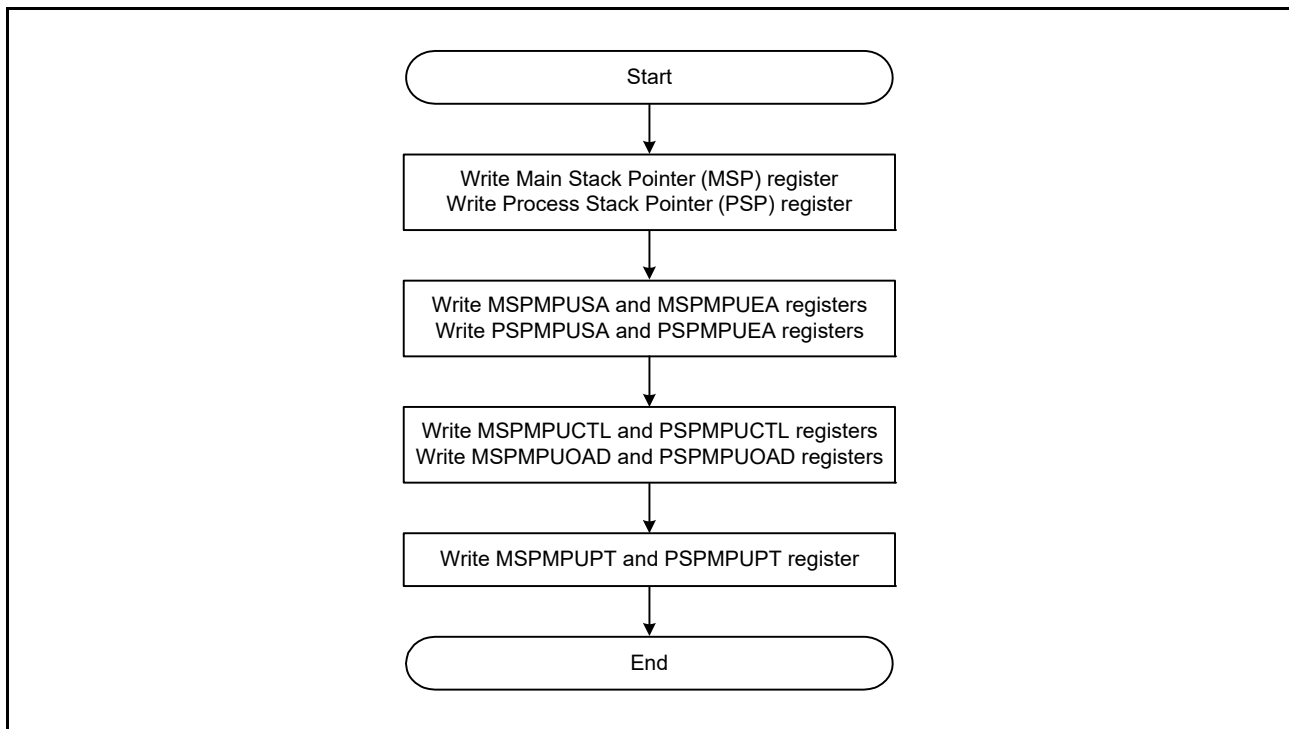 Start
Write Main Stack Pointer (MSP) register
Write Process Stack Pointer (PSP) register
Write MSPMPUSA and MSPMPUEA registers
Write PSPMPUSA and PSPMPUEA registers
Write MSPMPUCTL and PSPMPUCTL registers
Write MSPMPUOAD and PSPMPUOAD registers
Write MSPMPUPT and PSPMPUPT register
End